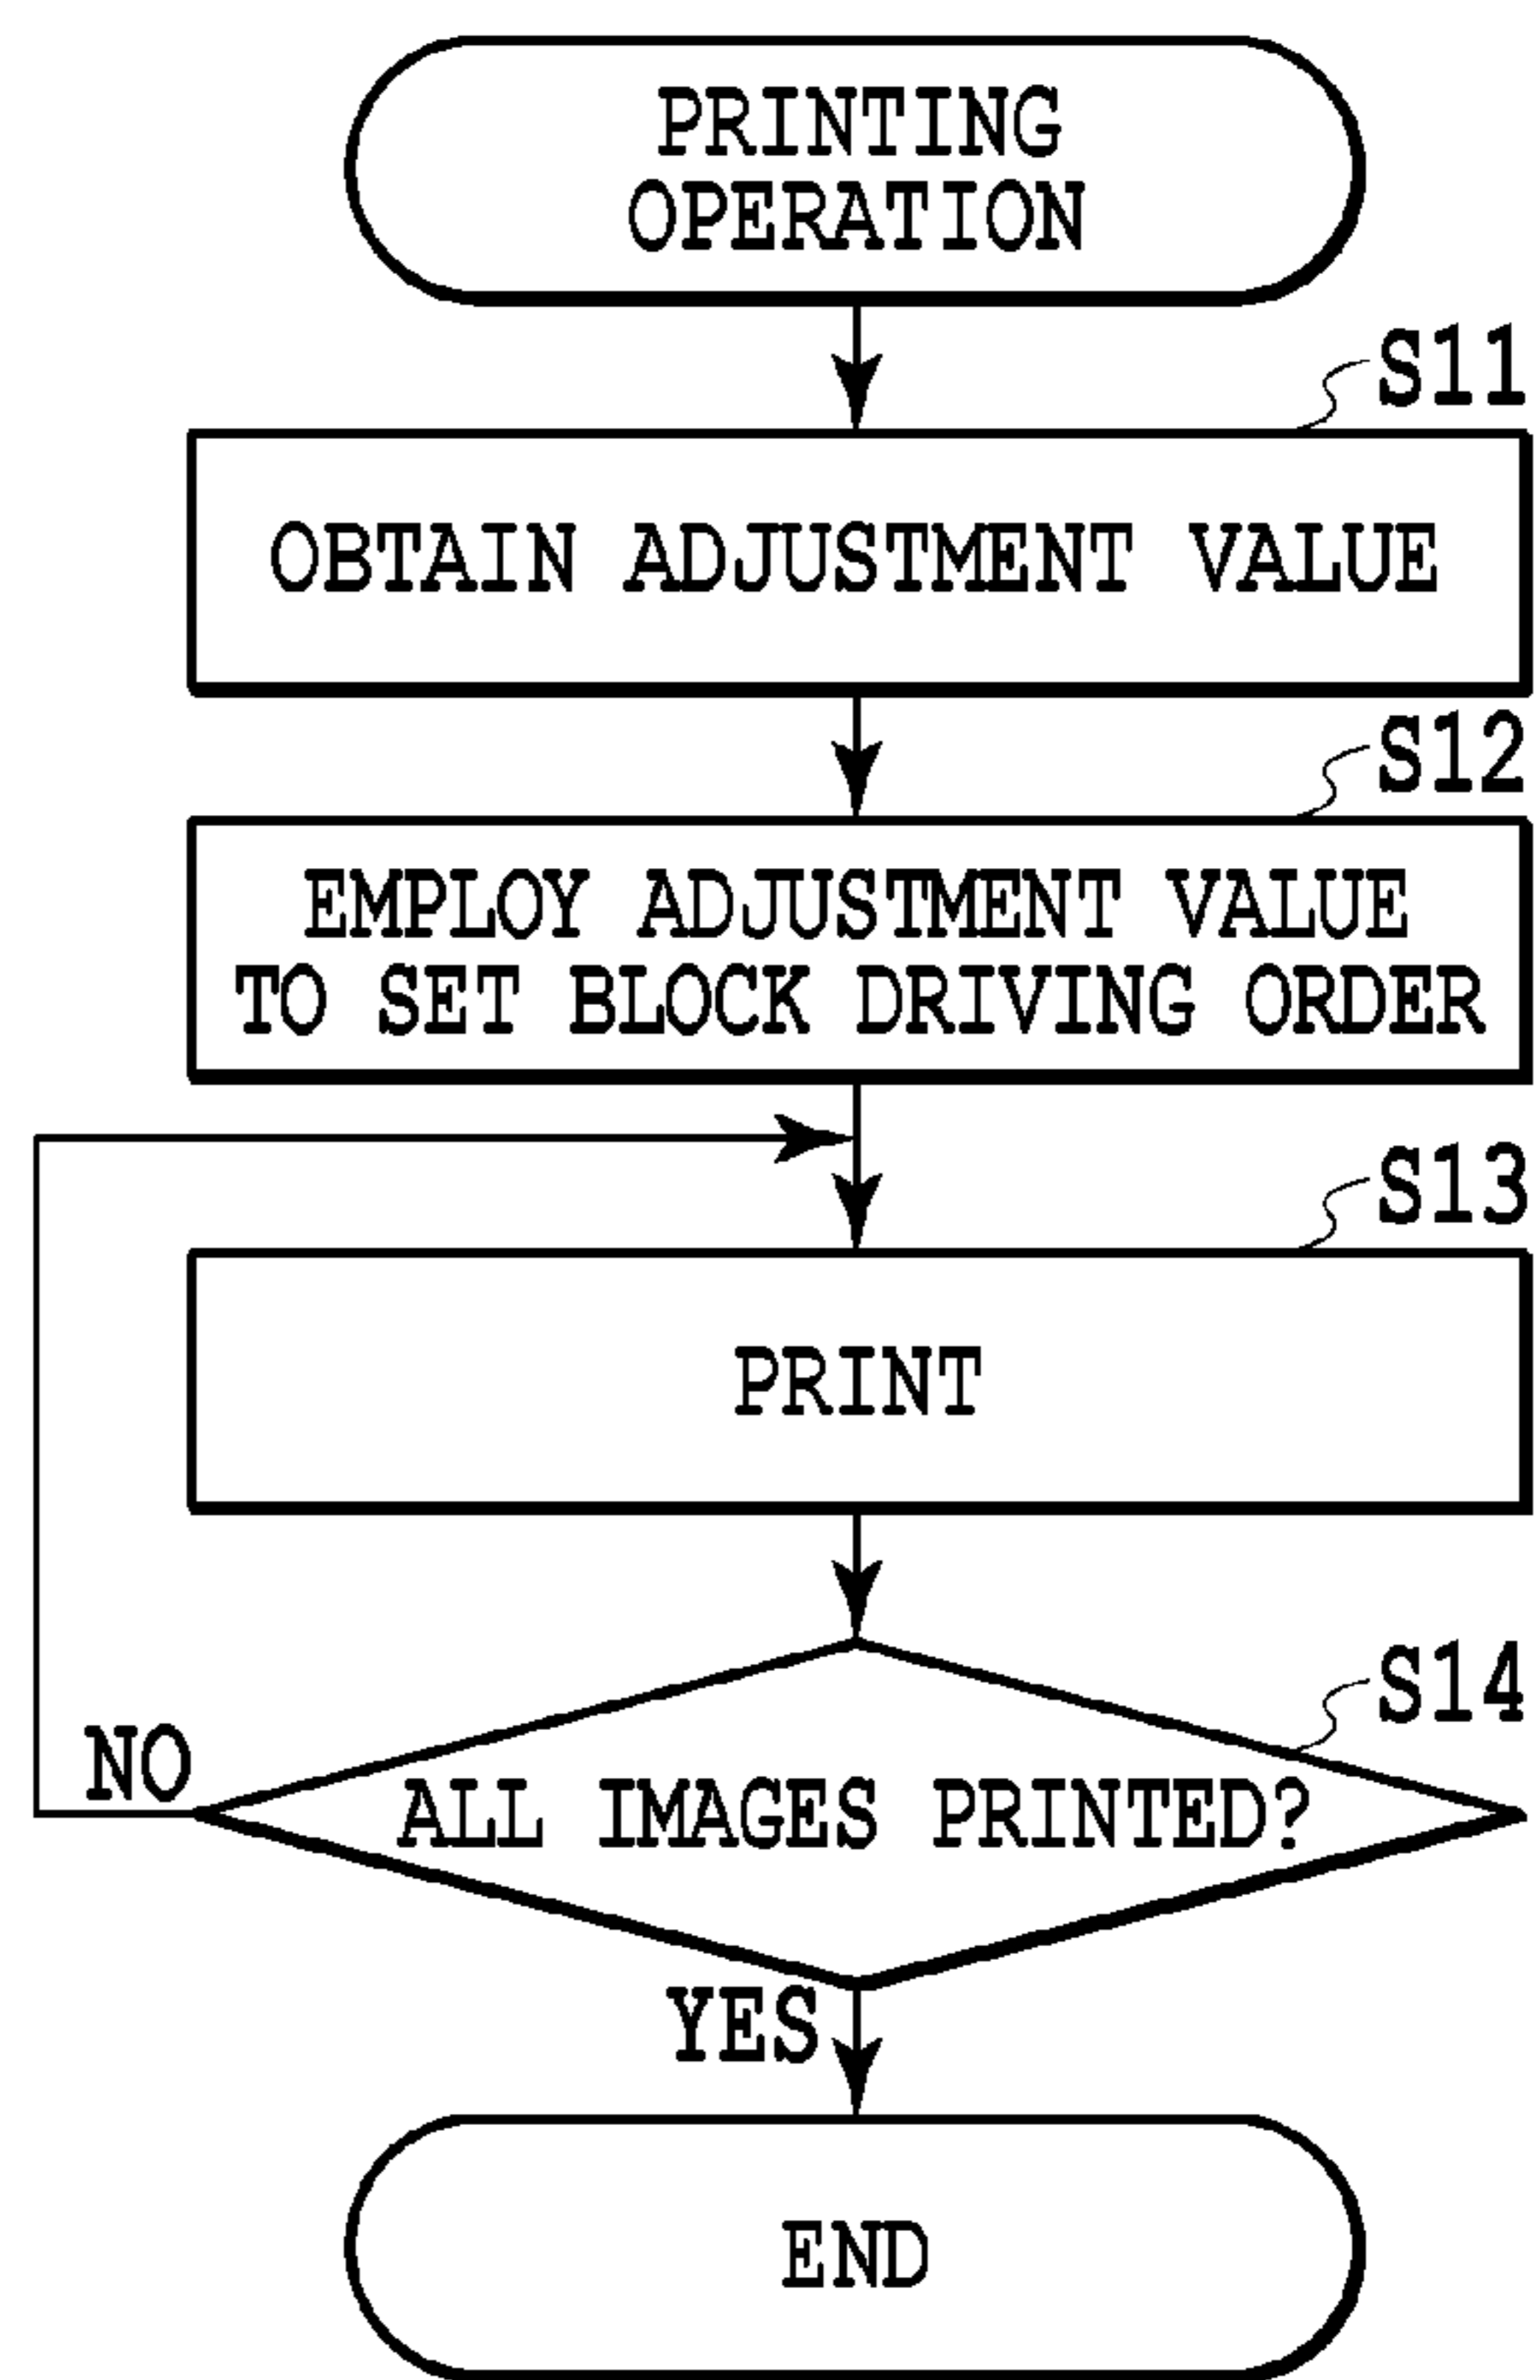 PRINTING
OPERATION
S11
OBTAIN ADJUSTMENT VALUE
S12
EMPLOY ADJUSTMENT VALUE
TO SET BLOCK DRIVING ORDER
S13
PRINT
S14
NO
ALL IMAGES PRINTED?
YES
END